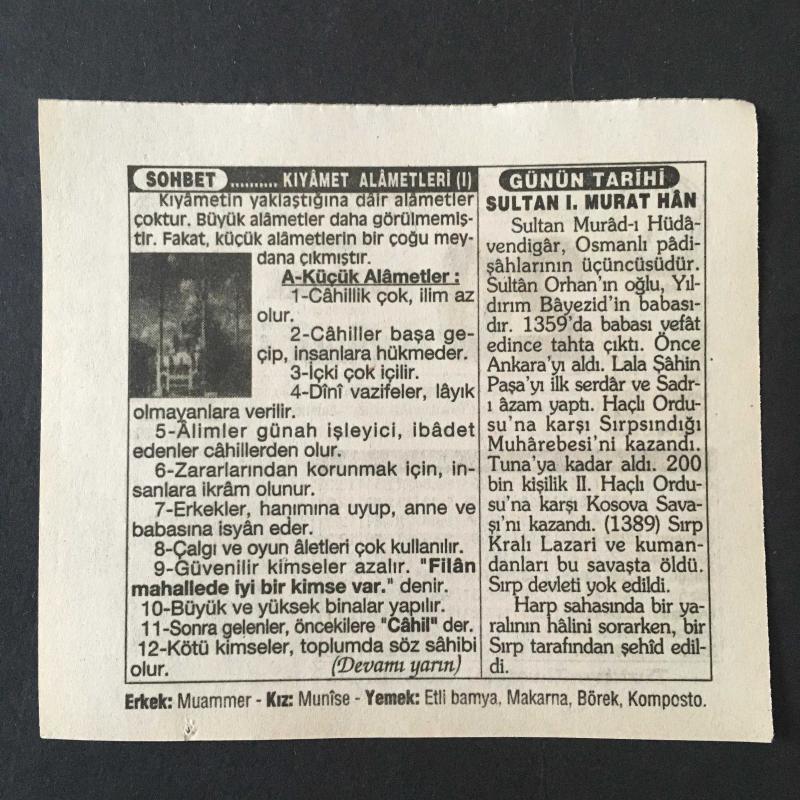 SOHBET .......... KIYÂMET ALÂMETLERİ (I)
Kıyâmetin yaklaştığına dâir alâmetler
çoktur. Büyük alâmetler daha görülmemiş-
tir. Fakat, küçük alâmetlerin bir çoğu mey-
dana çıkmıştır.
A-Küçük Alâmetler :
1-Câhillik çok, ilim az
olur.
2-Câhiller başa ge-
çip, insanlara hükmeder.
3-İçki çok içilir.
4-Dînî vazifeler, lâyık
olmayanlara verilir.
5-Âlimler günah işleyici, ibâdet
edenler câhillerden olur.
6-Zararlarından korunmak için, in-
sanlara ikrâm olunur.
7-Erkekler, hanımına uyup, anne ve
babasına isyân eder.
8-Çalgı ve oyun âletleri çok kullanılır.
9-Güvenilir kimseler azalır. "Filân
mahallede iyi bir kimse var." denir.
10-Büyük ve yüksek binalar yapılır.
11-Sonra gelenler, öncekilere "Câhil" der.
12-Kötü kimseler, toplumda söz sâhibi
olur. (Devamı yarın)
GÜNÜN TARİHİ
SULTAN I. MURAT HÂN
Sultan Murâd-ı Hüdâ-
vendigâr, Osmanlı pâdi-
şâhlarının üçüncüsüdür.
Sultân Orhan'ın oğlu, Yıl-
dırım Bâyezid'in babası-
dır. 1359'da babası vefât
edince tahta çıktı. Önce
Ankara'yı aldı. Lala Şâhin
Paşa'yı ilk serdâr ve Sadr-
ı âzam yaptı. Haçlı Ordu-
su'na karşı Sırpsındığı
Muhârebesi'ni kazandı.
Tuna'ya kadar aldı. 200
bin kişilik II. Haçlı Ordu-
su'na karşı Kosova Sava-
şı'nı kazandı. (1389) Sırp
Kralı Lazari ve kuman-
danları bu savaşta öldü.
Sırp devleti yok edildi.
Harp sahasında bir ya-
ralının hâlini sorarken, bir
Sırp tarafından şehîd edil-
di.
Erkek: Muammer - Kız: Munîse - Yemek: Etli bamya, Makarna, Börek, Komposto.